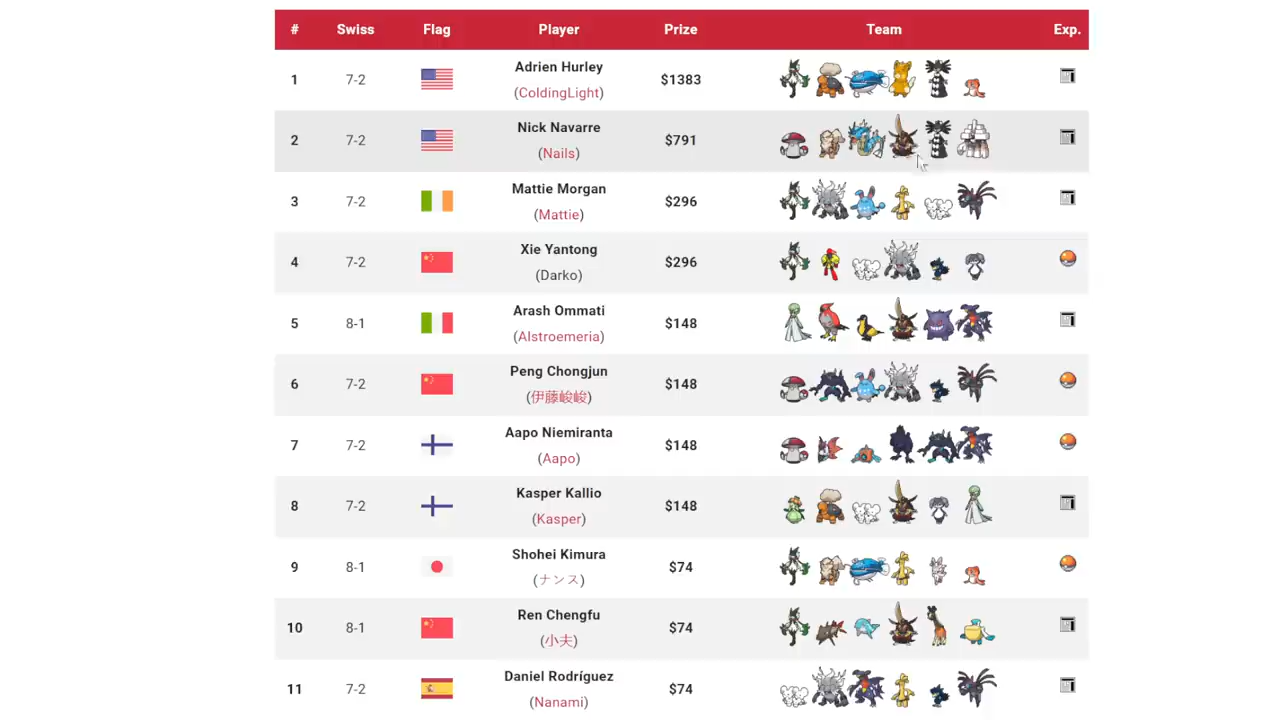 # Swiss Flag Player Prize Team Exp.
1 7-2 Adrien Hurley $1383
(ColdingLight)
2 7-2 Nick Navarre $791
(Nails)
3 7-2 Mattie Morgan $296
(Mattie)
4 7-2 Xie Yantong $296
(Darko)
5 8-1 Arash Ommati $148
(Alstroemeria)
6 7-2 Peng Chongjun $148
(伊藤峻峻)
7 7-2 Aapo Niemiranta $148
(Aapo)
8 7-2 Kasper Kallio $148
(Kasper)
9 8-1 Shohei Kimura $74
(ナンス)
10 8-1 Ren Chengfu $74
(小夫)
11 7-2 Daniel Rodríguez $74
(Nanami)